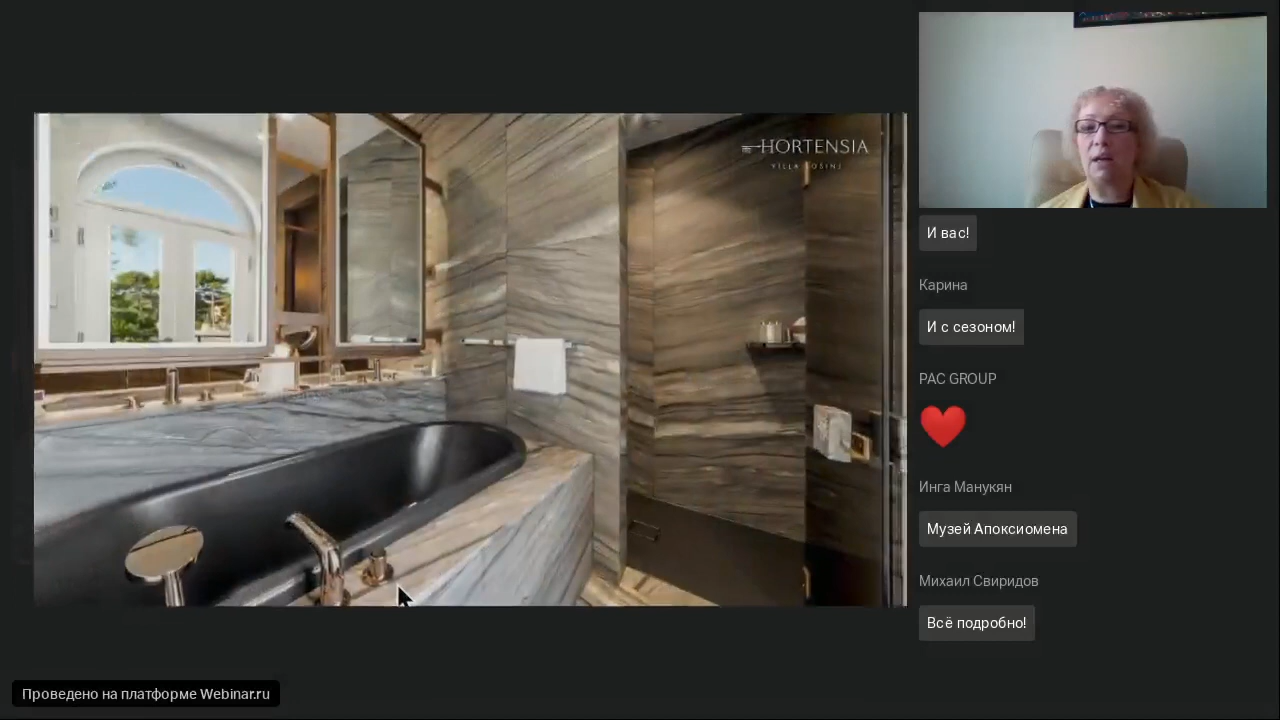 HORTENSIA
VILLA LOŠINJ
И вас!
Карина
И с сезоном!
PAC GROUP
Инга Манукян
Музей Апоксиомена
Михаил Свиридов
Всё подробно!
Проведено на платформе Webinar.ru